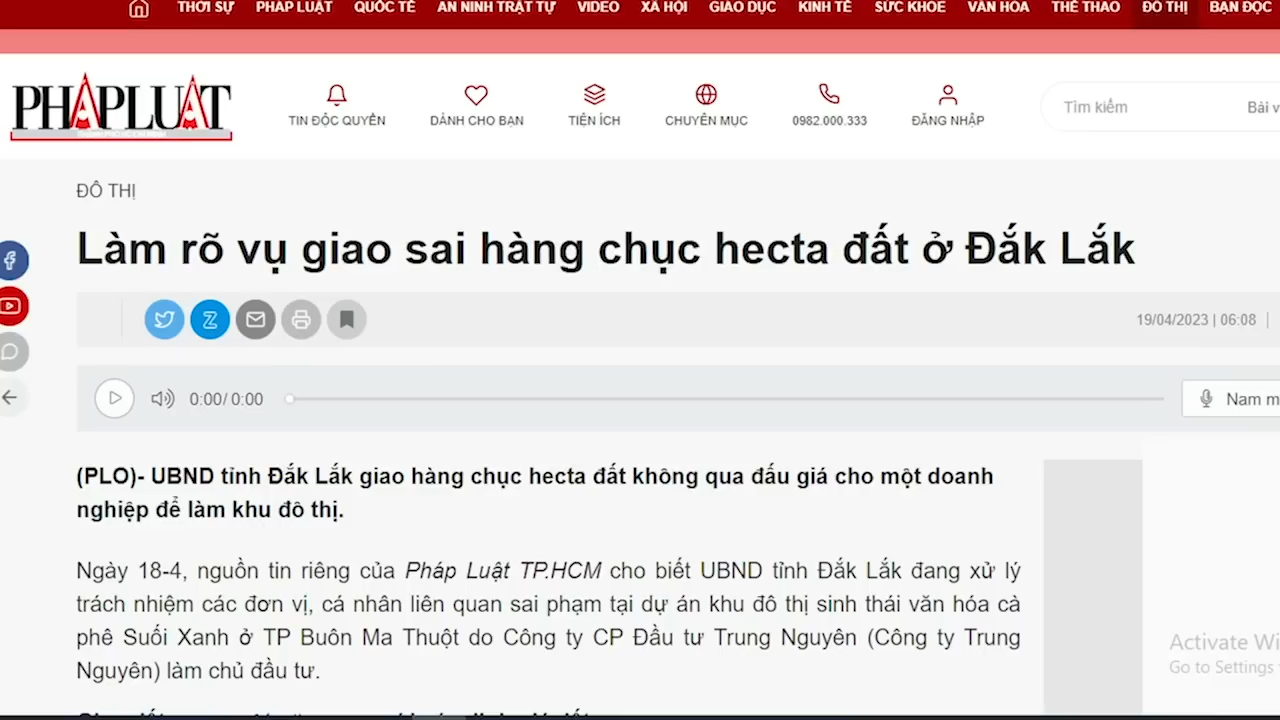 THỜI SỰ PHÁP LUẬT QUỐC TẾ AN NINH TRẬT TỰ VIDEO XÃ HỘI GIÁO DỤC KINH TẾ SỨC KHỎE VĂN HÓA THỂ THAO ĐÔ THỊ BẠN ĐỌC
PHÁP LUẬT
TIN ĐỘC QUYỀN DÀNH CHO BẠN TIỆN ÍCH CHUYÊN MỤC 0982.000.333 ĐĂNG NHẬP
Tìm kiếm Bài v
ĐÔ THỊ
Làm rõ vụ giao sai hàng chục hecta đất ở Đắk Lắk
19/04/2023 | 06:08
0:00/ 0:00
Nam m
(PLO)- UBND tỉnh Đắk Lắk giao hàng chục hecta đất không qua đấu giá cho một doanh
nghiệp để làm khu đô thị.
Ngày 18-4, nguồn tin riêng của Pháp Luật TP.HCM cho biết UBND tỉnh Đắk Lắk đang xử lý
trách nhiệm các đơn vị, cá nhân liên quan sai phạm tại dự án khu đô thị sinh thái văn hóa cà
phê Suối Xanh ở TP Buôn Ma Thuột do Công ty CP Đầu tư Trung Nguyên (Công ty Trung
Nguyên) làm chủ đầu tư.
Activate Wi
Go to Settings